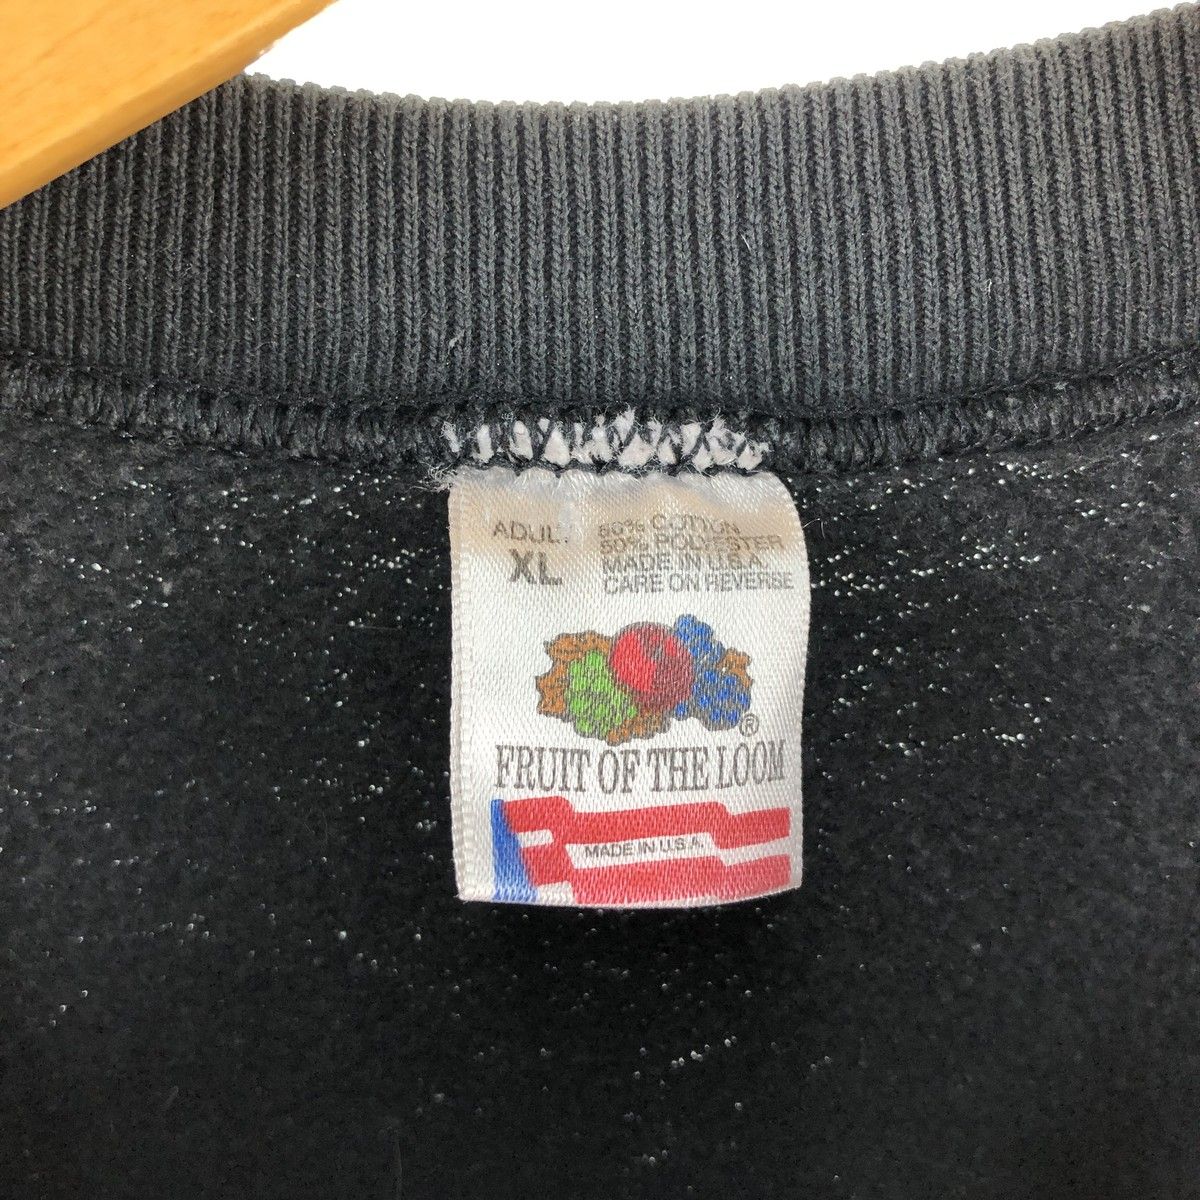 ADULT
XL
50% COTTON
50% POLYESTER
MADE IN U.S.A.
CARE ON REVERSE
®
FRUIT OF THE LOOM
MADE IN U.S.A.